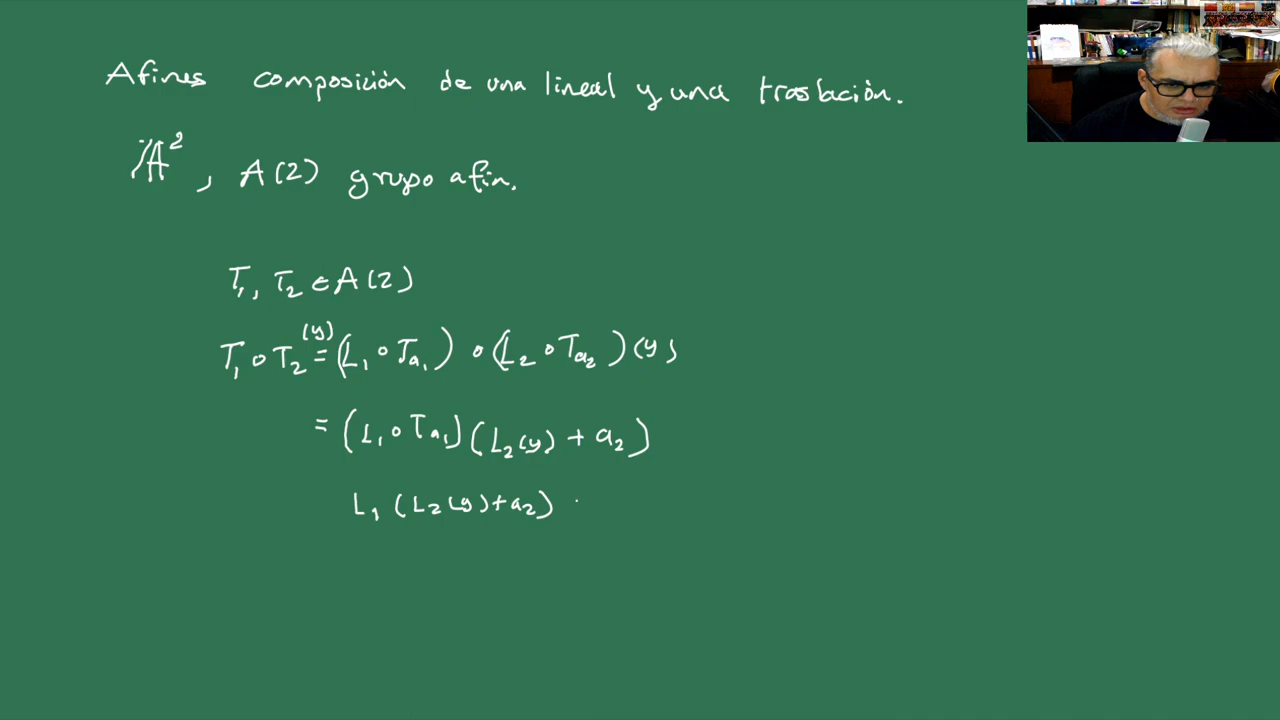 Afines composición de una lineal y una traslación.
𝔸², A(2) grupo afin.
T₁, T₂ ∈ A(2)
T₁ ∘ T₂ (y) = (L₁ ∘ Tₐ₁) ∘ (L₂ ∘ Tₐ₂) (y)
= (L₁ ∘ Tₐ₁) (L₂(y) + a₂)
L₁ (L₂(y) + a₂)